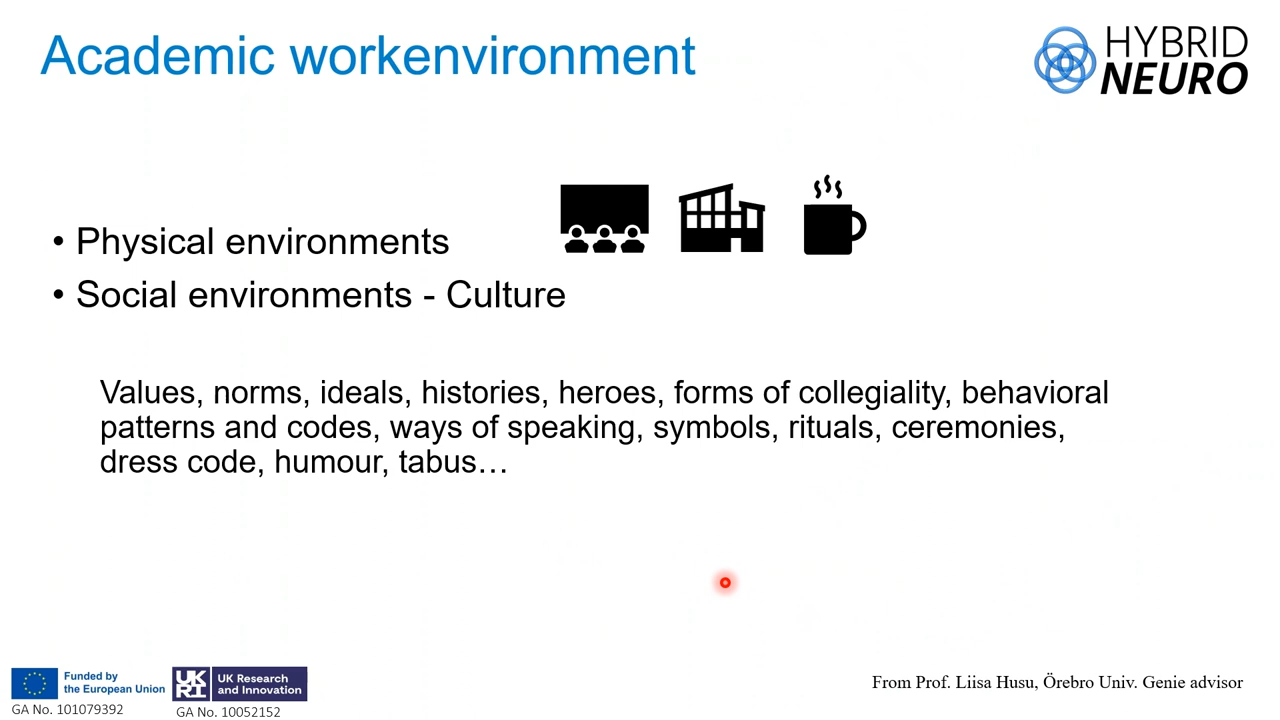 Academic workenvironment
HYBRID
NEURO
• Physical environments
• Social environments - Culture
Values, norms, ideals, histories, heroes, forms of collegiality, behavioral
patterns and codes, ways of speaking, symbols, rituals, ceremonies,
dress code, humour, tabus…
Funded by
the European Union
GA No. 101079392
UK
RI
UK Research
and Innovation
GA No. 10052152
From Prof. Liisa Husu, Örebro Univ. Genie advisor